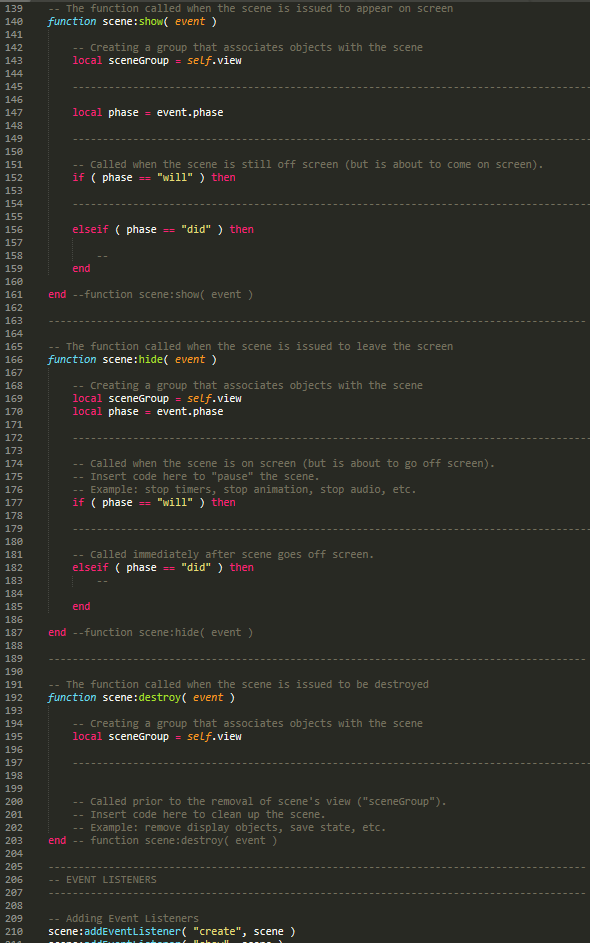 139 -- The function called when the scene is issued to appear on screen
140 function scene:show( event )
141
142 -- Creating a group that associates objects with the scene
143 local sceneGroup = self.view
144
145 --------------------------------------------------------------------------------
146
147 local phase = event.phase
148
149 --------------------------------------------------------------------------------
150
151 -- Called when the scene is still off screen (but is about to come on screen).
152 if ( phase == "will" ) then
153
154 --------------------------------------------------------------------------------
155
156 elseif ( phase == "did" ) then
157
158 --
159 end
160
161 end --function scene:show( event )
162
163 --------------------------------------------------------------------------------
164
165 -- The function called when the scene is issued to leave the screen
166 function scene:hide( event )
167
168 -- Creating a group that associates objects with the scene
169 local sceneGroup = self.view
170 local phase = event.phase
171
172 --------------------------------------------------------------------------------
173
174 -- Called when the scene is on screen (but is about to go off screen).
175 -- Insert code here to "pause" the scene.
176 -- Example: stop timers, stop animation, stop audio, etc.
177 if ( phase == "will" ) then
178
179 --------------------------------------------------------------------------------
180
181 -- Called immediately after scene goes off screen.
182 elseif ( phase == "did" ) then
183 --
184
185 end
186
187 end --function scene:hide( event )
188
189 --------------------------------------------------------------------------------
190
191 -- The function called when the scene is issued to be destroyed
192 function scene:destroy( event )
193
194 -- Creating a group that associates objects with the scene
195 local sceneGroup = self.view
196
197 --------------------------------------------------------------------------------
198
199
200 -- Called prior to the removal of scene's view ("sceneGroup").
201 -- Insert code here to clean up the scene.
202 -- Example: remove display objects, save state, etc.
203 end -- function scene:destroy( event )
204
205 --------------------------------------------------------------------------------
206 -- EVENT LISTENERS
207 --------------------------------------------------------------------------------
208
209 -- Adding Event Listeners
210 scene:addEventListener( "create", scene )